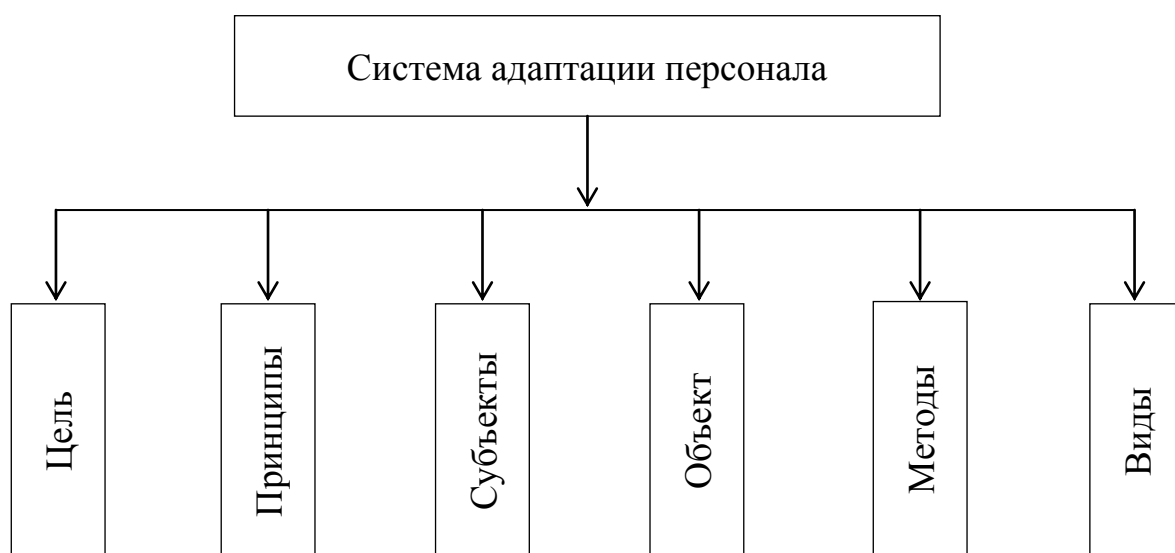 Система адаптации персонала
Цель
Принципы
Субъекты
Объект
Методы
Виды